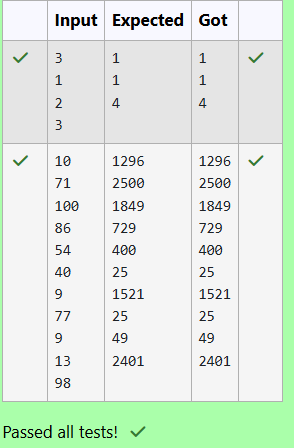 Input Expected Got
3 1 1
1 1 1
2 4 4
3
10 1296 1296
71 2500 2500
100 1849 1849
86 729 729
54 400 400
40 25 25
9 1521 1521
77 25 25
9 49 49
13 2401 2401
98
Passed all tests!